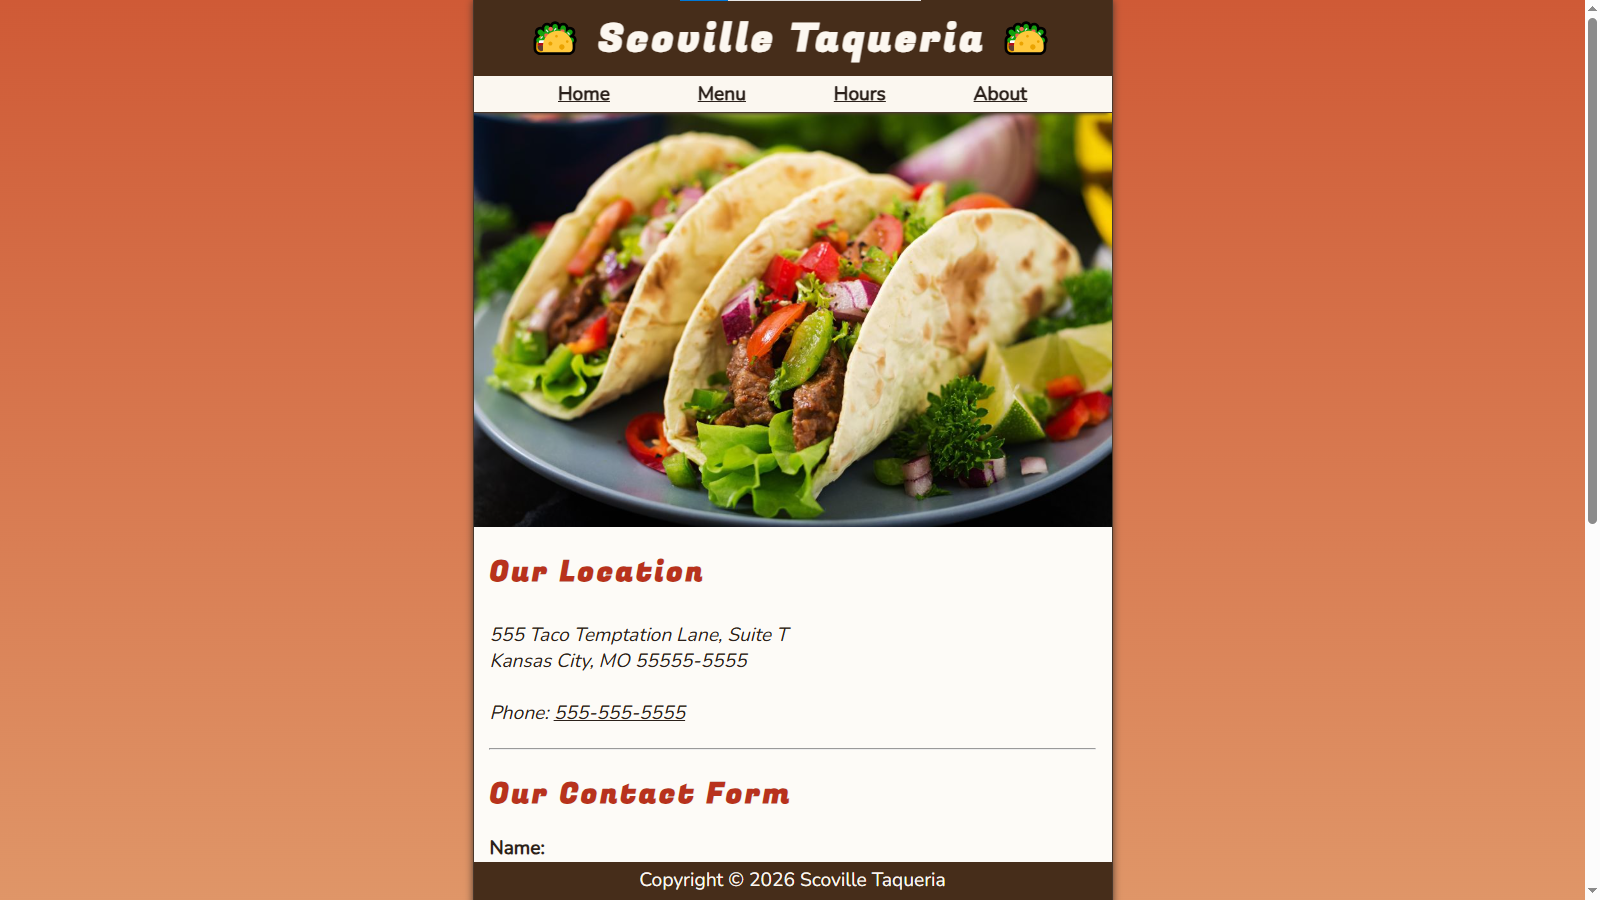 Scoville Taqueria
Home Menu Hours About
Our Location
555 Taco Temptation Lane, Suite T
Kansas City, MO 55555-5555
Phone: 555-555-5555
Our Contact Form
Name:
Copyright © 2026 Scoville Taqueria